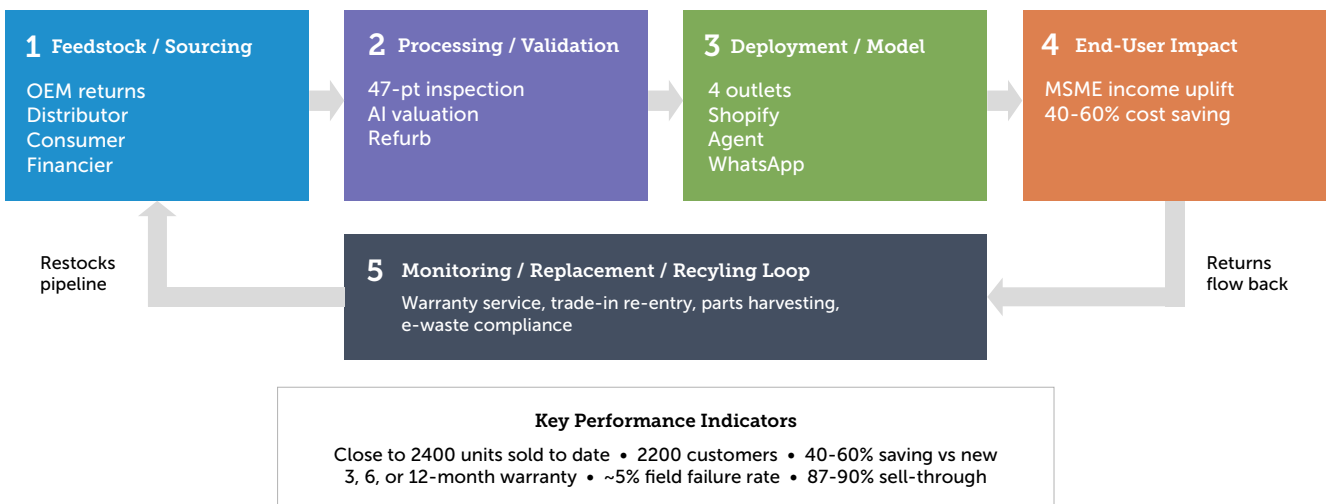 1 Feedstock / Sourcing
OEM returns
Distributor
Consumer
Financier
2 Processing / Validation
47-pt inspection
AI valuation
Refurb
3 Deployment / Model
4 outlets
Shopify
Agent
WhatsApp
4 End-User Impact
MSME income uplift
40-60% cost saving
Restocks
pipeline
5 Monitoring / Replacement / Recyling Loop
Warranty service, trade-in re-entry, parts harvesting,
e-waste compliance
Returns
flow back
Key Performance Indicators
Close to 2400 units sold to date • 2200 customers • 40-60% saving vs new
3, 6, or 12-month warranty • ~5% field failure rate • 87-90% sell-through